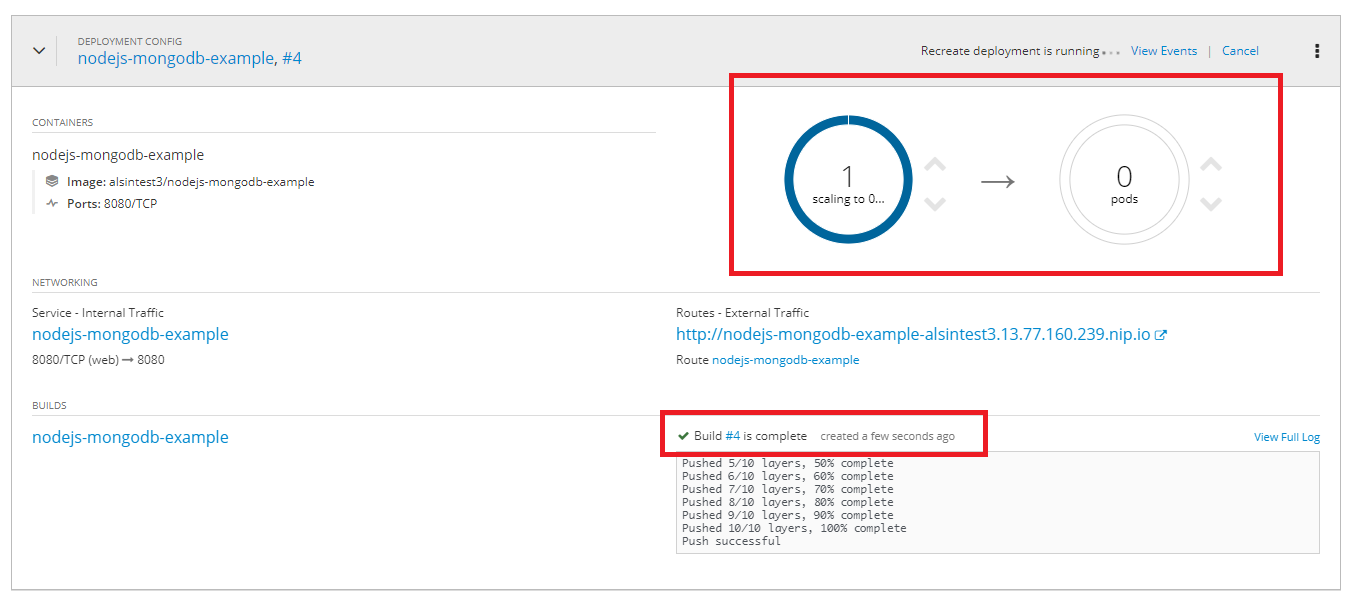 DEPLOYMENT CONFIG
nodejs-mongodb-example, #4
Recreate deployment is running View Events | Cancel
CONTAINERS
nodejs-mongodb-example
Image: alsintest3/nodejs-mongodb-example
Ports: 8080/TCP
1
scaling to 0...
0
pods
NETWORKING
Service - Internal Traffic
nodejs-mongodb-example
8080/TCP (web) → 8080
Routes - External Traffic
http://nodejs-mongodb-example-alsintest3.13.77.160.239.nip.io
Route nodejs-mongodb-example
BUILDS
nodejs-mongodb-example
Build #4 is complete created a few seconds ago
View Full Log
Pushed 5/10 layers, 50% complete
Pushed 6/10 layers, 60% complete
Pushed 7/10 layers, 70% complete
Pushed 8/10 layers, 80% complete
Pushed 9/10 layers, 90% complete
Pushed 10/10 layers, 100% complete
Push successful